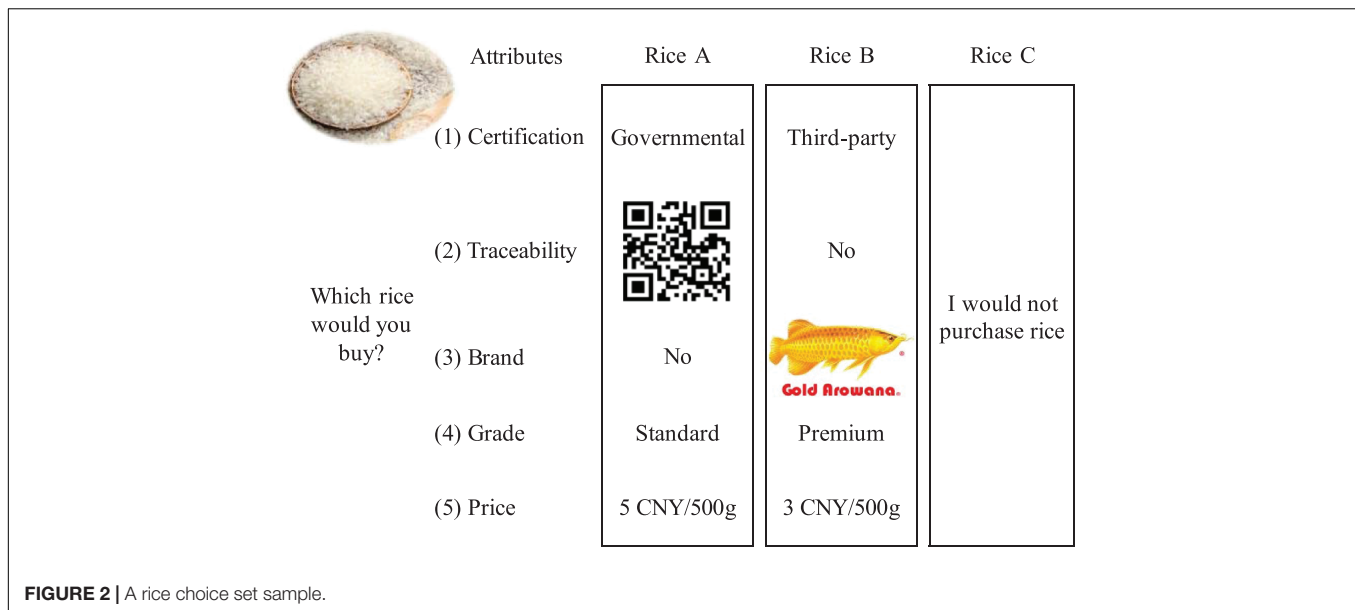 Attributes Rice A Rice B Rice C
(1) Certification Governmental Third-party
(2) Traceability No
Which rice
would you
buy?
I would not
purchase rice
(3) Brand No
Gold Arowana®
(4) Grade Standard Premium
(5) Price 5 CNY/500g 3 CNY/500g
FIGURE 2 | A rice choice set sample.